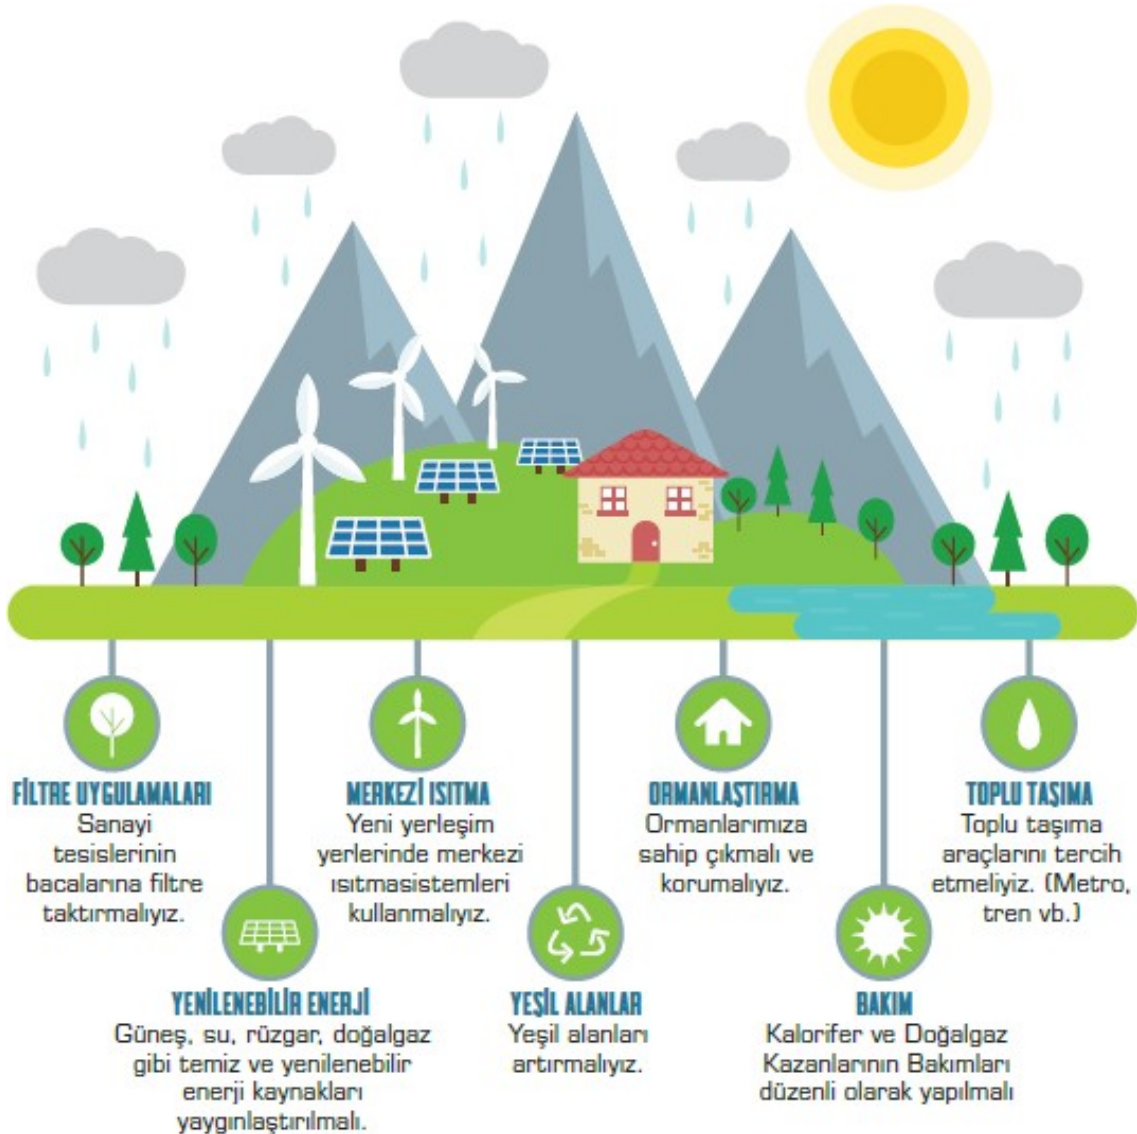 FİLTRE UYGULAMALARI
Sanayi
tesislerinin
bacalarına filtre
taktırmalıyız.
YENİLENEBİLİR ENERJİ
Güneş, su, rüzgar, doğalgaz
gibi temiz ve yenilenebilir
enerji kaynakları
yaygınlaştırılmalı.
MERKEZİ ISITMA
Yeni yerleşim
yerlerinde merkezi
ısıtmasistemleri
kullanmalıyız.
YEŞİL ALANLAR
Yeşil alanları
artırmalıyız.
ORMANLAŞTIRMA
Ormanlarımıza
sahip çıkmalı ve
korumalıyız.
BAKIM
Kalorifer ve Doğalgaz
Kazanlarının Bakımları
düzenli olarak yapılmalı
TOPLU TAŞIMA
Toplu taşıma
araçlarını tercih
etmeliyiz. (Metro,
tren vb.)